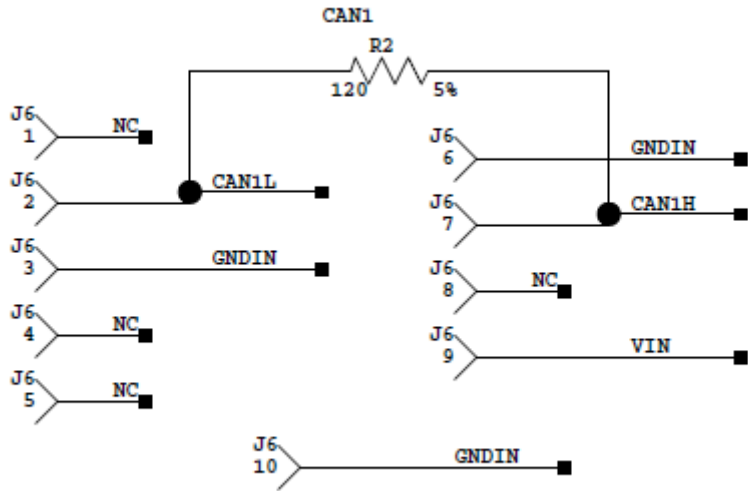 CAN1
R2
120 5%
J6
1 NC
J6
2 CAN1L
J6
3 GNDIN
J6
4 NC
J6
5 NC
J6
6 GNDIN
J6
7 CAN1H
J6
8 NC
J6
9 VIN
J6
10 GNDIN